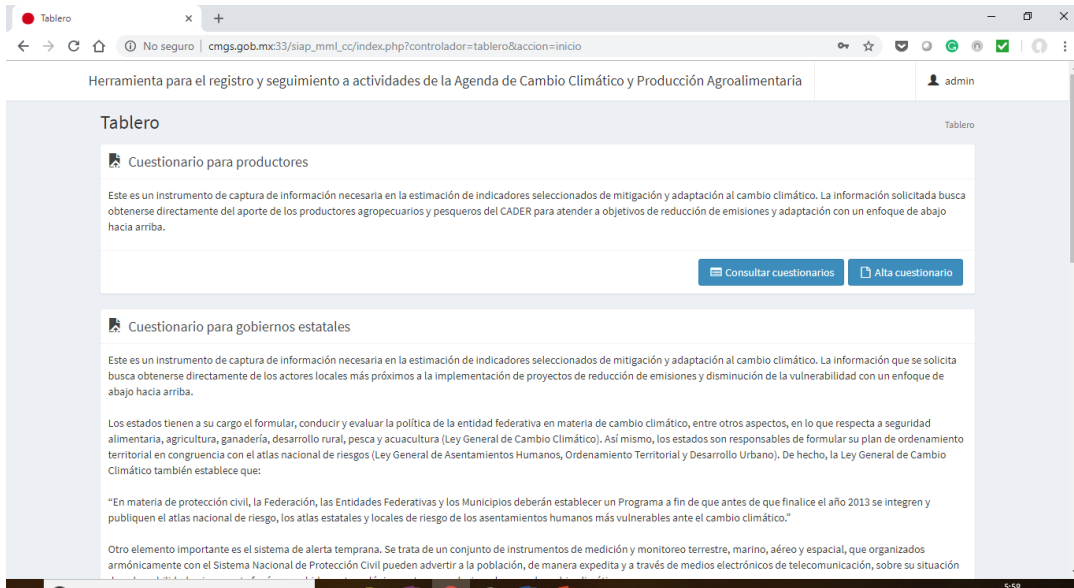 Tablero
No seguro | cmgs.gob.mx:33/siap_mml_cc/index.php?controlador=tablero&accion=inicio
Herramienta para el registro y seguimiento a actividades de la Agenda de Cambio Climático y Producción Agroalimentaria
admin
Tablero
Tablero
Cuestionario para productores
Este es un instrumento de captura de información necesaria en la estimación de indicadores seleccionados de mitigación y adaptación al cambio climático. La información solicitada busca
obtenerse directamente del aporte de los productores agropecuarios y pesqueros del CADER para atender a objetivos de reducción de emisiones y adaptación con un enfoque de abajo
hacia arriba.
Consultar cuestionarios
Alta cuestionario
Cuestionario para gobiernos estatales
Este es un instrumento de captura de información necesaria en la estimación de indicadores seleccionados de mitigación y adaptación al cambio climático. La información que se solicita
busca obtenerse directamente de los actores locales más próximos a la implementación de proyectos de reducción de emisiones y disminución de la vulnerabilidad con un enfoque de
abajo hacia arriba.
Los estados tienen a su cargo el formular, conducir y evaluar la política de la entidad federativa en materia de cambio climático, entre otros aspectos, en lo que respecta a seguridad
alimentaria, agricultura, ganadería, desarrollo rural, pesca y acuacultura (Ley General de Cambio Climático). Así mismo, los estados son responsables de formular su plan de ordenamiento
territorial en congruencia con el atlas nacional de riesgos (Ley General de Asentamientos Humanos, Ordenamiento Territorial y Desarrollo Urbano). De hecho, la Ley General de Cambio
Climático también establece que:
“En materia de protección civil, la Federación, las Entidades Federativas y los Municipios deberán establecer un Programa a fin de que antes de que finalice el año 2013 se integren y
publiquen el atlas nacional de riesgo, los atlas estatales y locales de riesgo de los asentamientos humanos más vulnerables ante el cambio climático.”
Otro elemento importante es el sistema de alerta temprana. Se trata de un conjunto de instrumentos de medición y monitoreo terrestre, marino, aéreo y espacial, que organizados
armónicamente con el Sistema Nacional de Protección Civil pueden advertir a la población, de manera expedita y a través de medios electrónicos de telecomunicación, sobre su situación